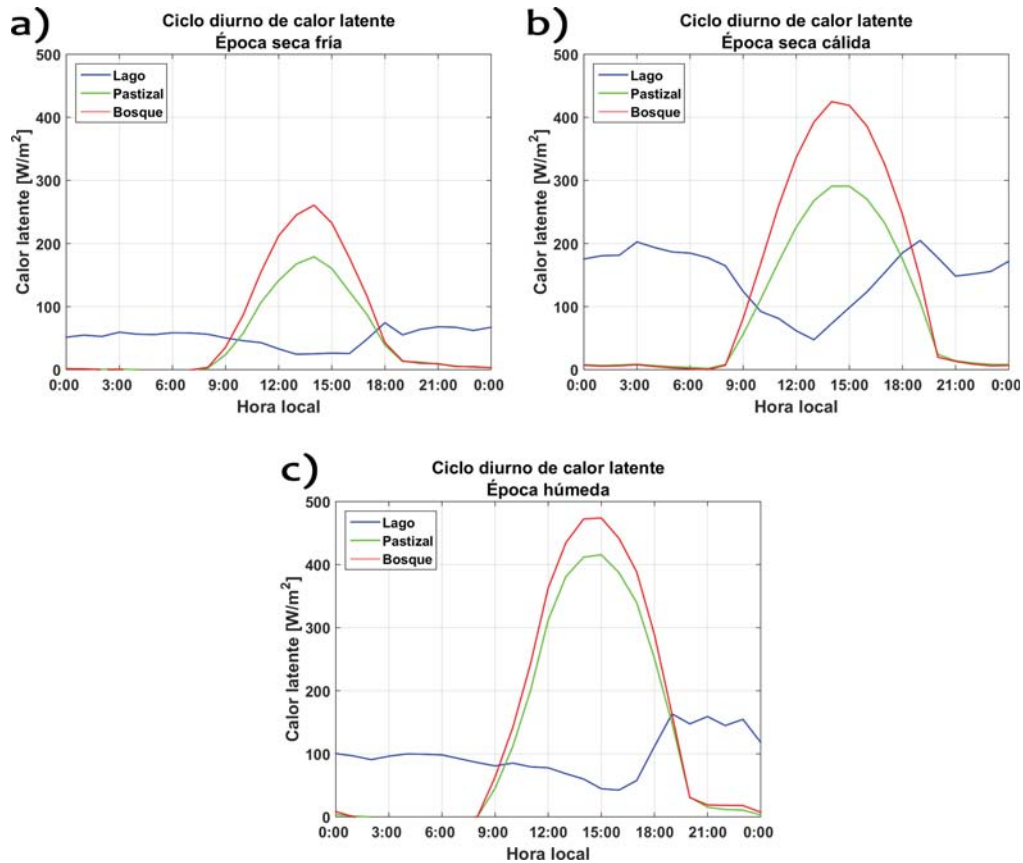 a)
Ciclo diurno de calor latente
Época seca fría
Lago
Pastizal
Bosque
Calor latente [W/m²]
500
400
300
200
100
0
0:00 3:00 6:00 9:00 12:00 15:00 18:00 21:00 0:00
Hora local
b)
Ciclo diurno de calor latente
Época seca cálida
Lago
Pastizal
Bosque
Calor latente [W/m²]
500
400
300
200
100
0
0:00 3:00 6:00 9:00 12:00 15:00 18:00 21:00 0:00
Hora local
c)
Ciclo diurno de calor latente
Época húmeda
Lago
Pastizal
Bosque
Calor latente [W/m²]
500
400
300
200
100
0
0:00 3:00 6:00 9:00 12:00 15:00 18:00 21:00 0:00
Hora local